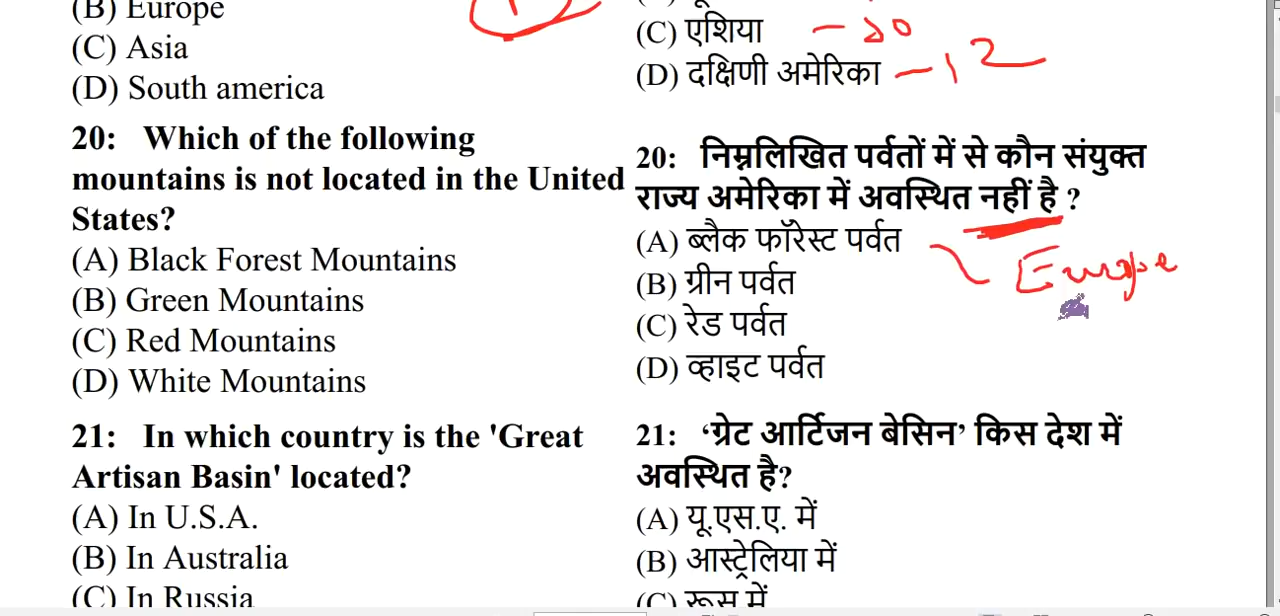 (B) Europe
(C) Asia
(D) South america
20: Which of the following
mountains is not located in the United
States?
(A) Black Forest Mountains
(B) Green Mountains
(C) Red Mountains
(D) White Mountains
21: In which country is the 'Great
Artisan Basin' located?
(A) In U.S.A.
(B) In Australia
(C) In Russia
(C) एशिया - 20
(D) दक्षिणी अमेरिका - 12
20: निम्नलिखित पर्वतों में से कौन संयुक्त
राज्य अमेरिका में अवस्थित नहीं है ?
(A) ब्लैक फॉरेस्ट पर्वत
Europe
(B) ग्रीन पर्वत
(C) रेड पर्वत
(D) व्हाइट पर्वत
21: ‘ग्रेट आर्टिजन बेसिन’ किस देश में
अवस्थित है?
(A) यू.एस.ए. में
(B) आस्ट्रेलिया में
(C) रूस में